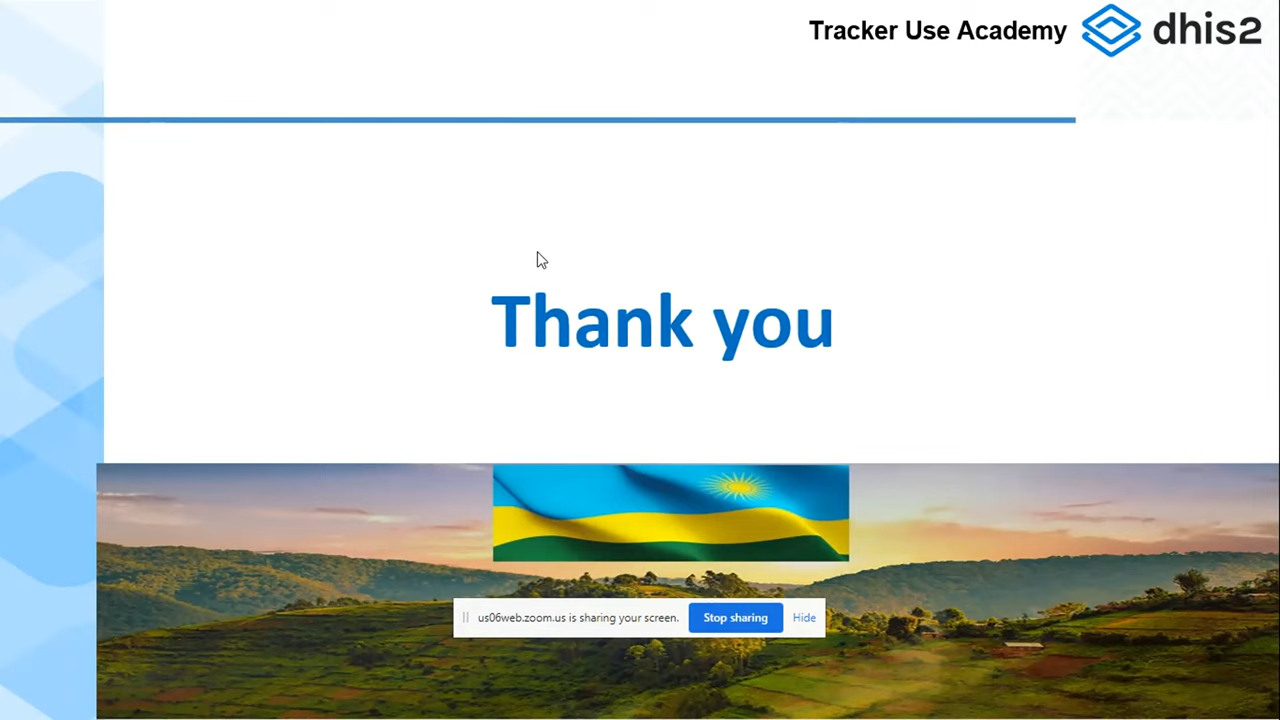 Tracker Use Academy dhis2
Thank you
us06web.zoom.us is sharing your screen. Stop sharing Hide